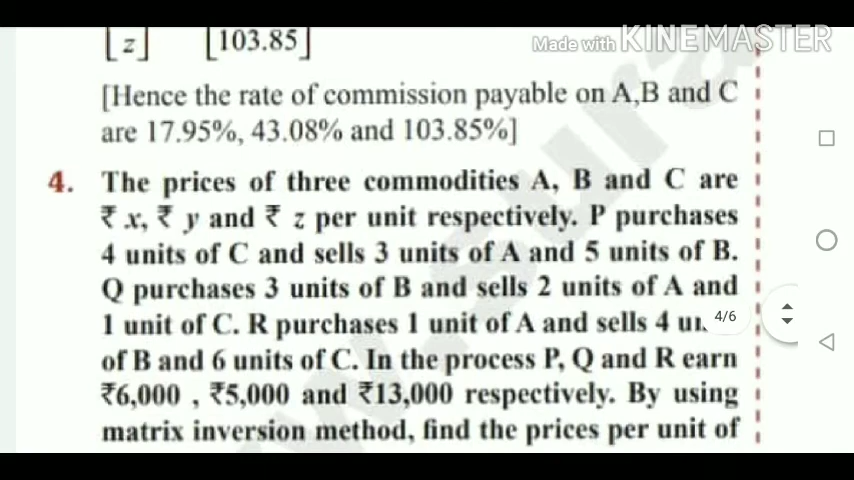 [z] [103.85]
Made with KINEMASTER
[Hence the rate of commission payable on A,B and C
are 17.95%, 43.08% and 103.85%]
4. The prices of three commodities A, B and C are
₹ x, ₹ y and ₹ z per unit respectively. P purchases
4 units of C and sells 3 units of A and 5 units of B.
Q purchases 3 units of B and sells 2 units of A and
1 unit of C. R purchases 1 unit of A and sells 4
4/6
of B and 6 units of C. In the process P, Q and R earn
₹6,000 , ₹5,000 and ₹13,000 respectively. By using
matrix inversion method, find the prices per unit of